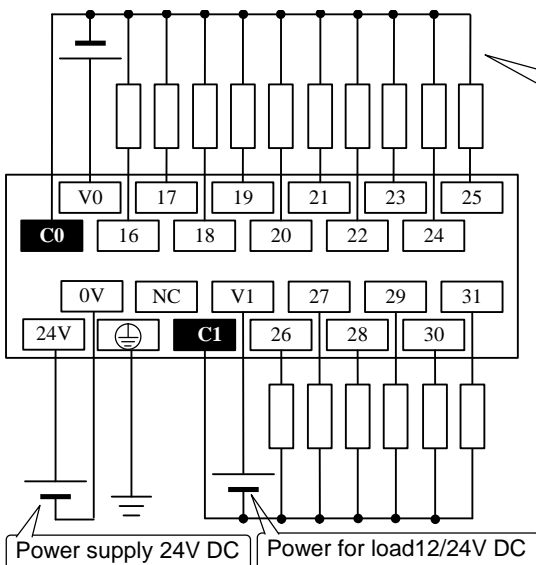 V0 17 19 21 23 25
C0 16 18 20 22 24
0V NC V1 27 29 31
24V C1 26 28 30
Power supply 24V DC
Power for load12/24V DC